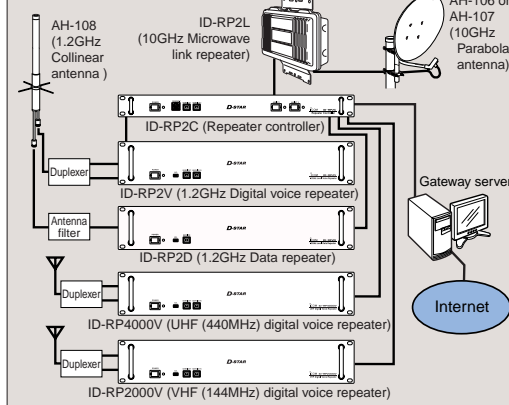 AH-108
(1.2GHz
Collinear
antenna )
ID-RP2L
(10GHz Microwave
link repeater)
AH-106 or
AH-107
(10GHz
Parabola
antenna)
D-STAR
ID-RP2C (Repeater controller)
Duplexer
D-STAR
ID-RP2V (1.2GHz Digital voice repeater)
Antenna
filter
D-STAR
ID-RP2D (1.2GHz Data repeater)
Duplexer
D-STAR
ID-RP4000V (UHF (440MHz) digital voice repeater)
Duplexer
D-STAR
ID-RP2000V (VHF (144MHz) digital voice repeater)
Gateway server
Internet